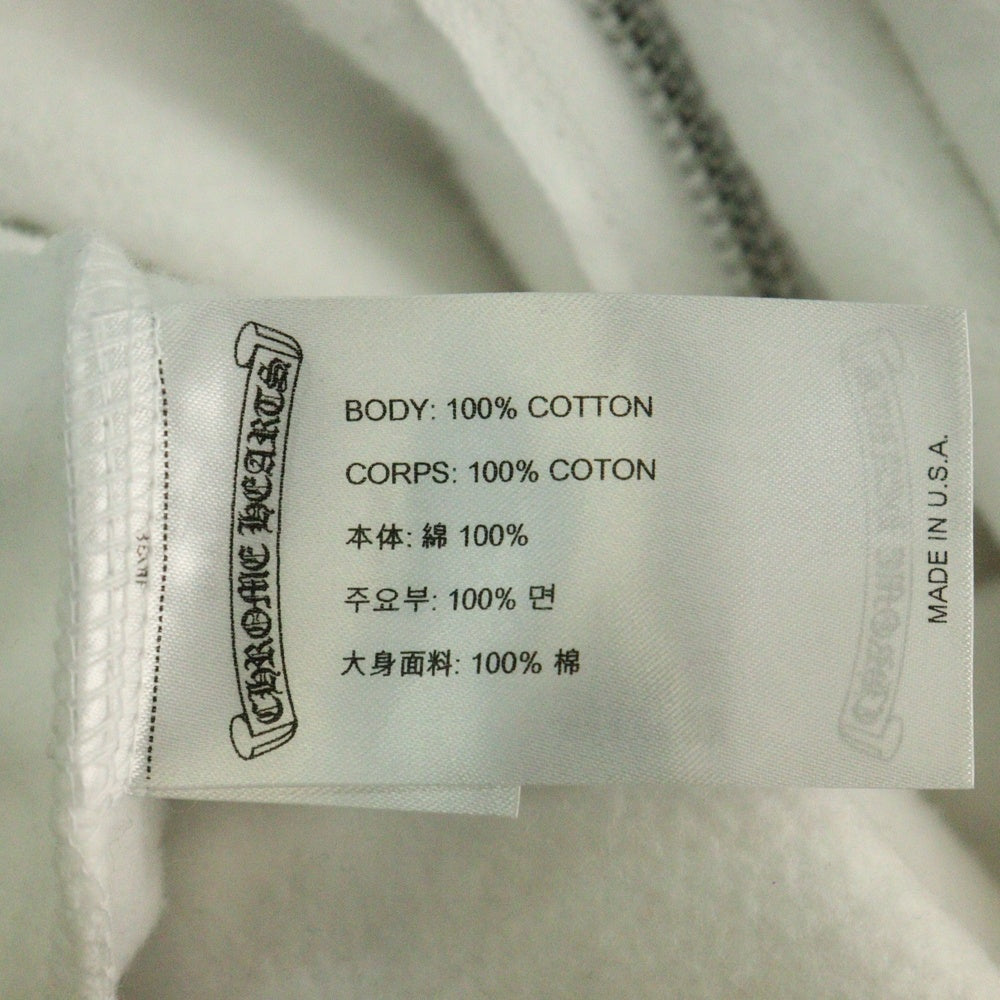 CHROME HEARTS
BODY: 100% COTTON
CORPS: 100% COTON
本体: 綿 100%
주요부: 100% 면
大身面料: 100% 棉
MADE IN U.S.A.